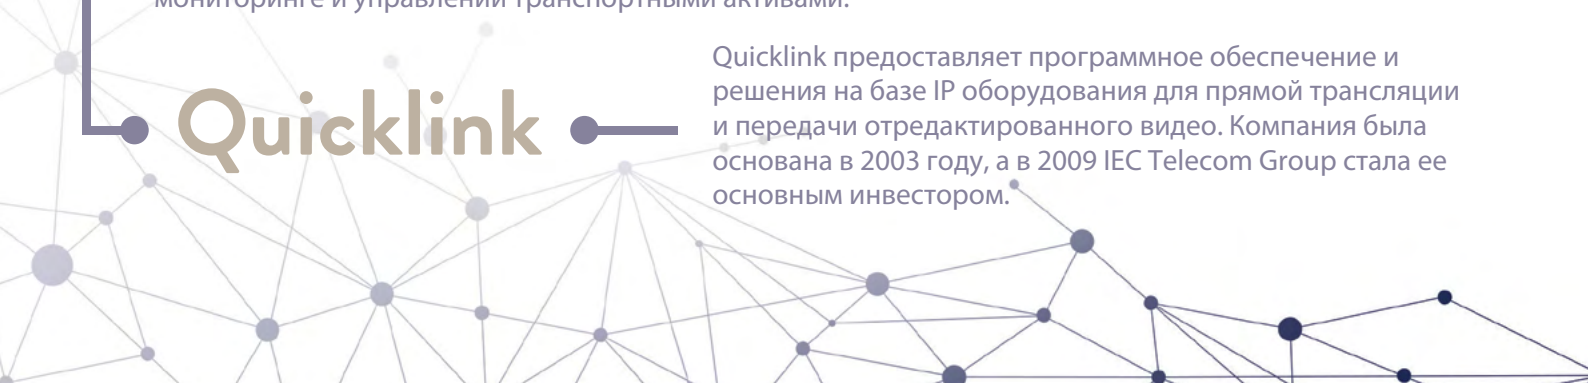 мониторинге и управлении транспортными активами.
Quicklink
Quicklink предоставляет программное обеспечение и
решения на базе IP оборудования для прямой трансляции
и передачи отредактированного видео. Компания была
основана в 2003 году, а в 2009 IEC Telecom Group стала ее
основным инвестором.